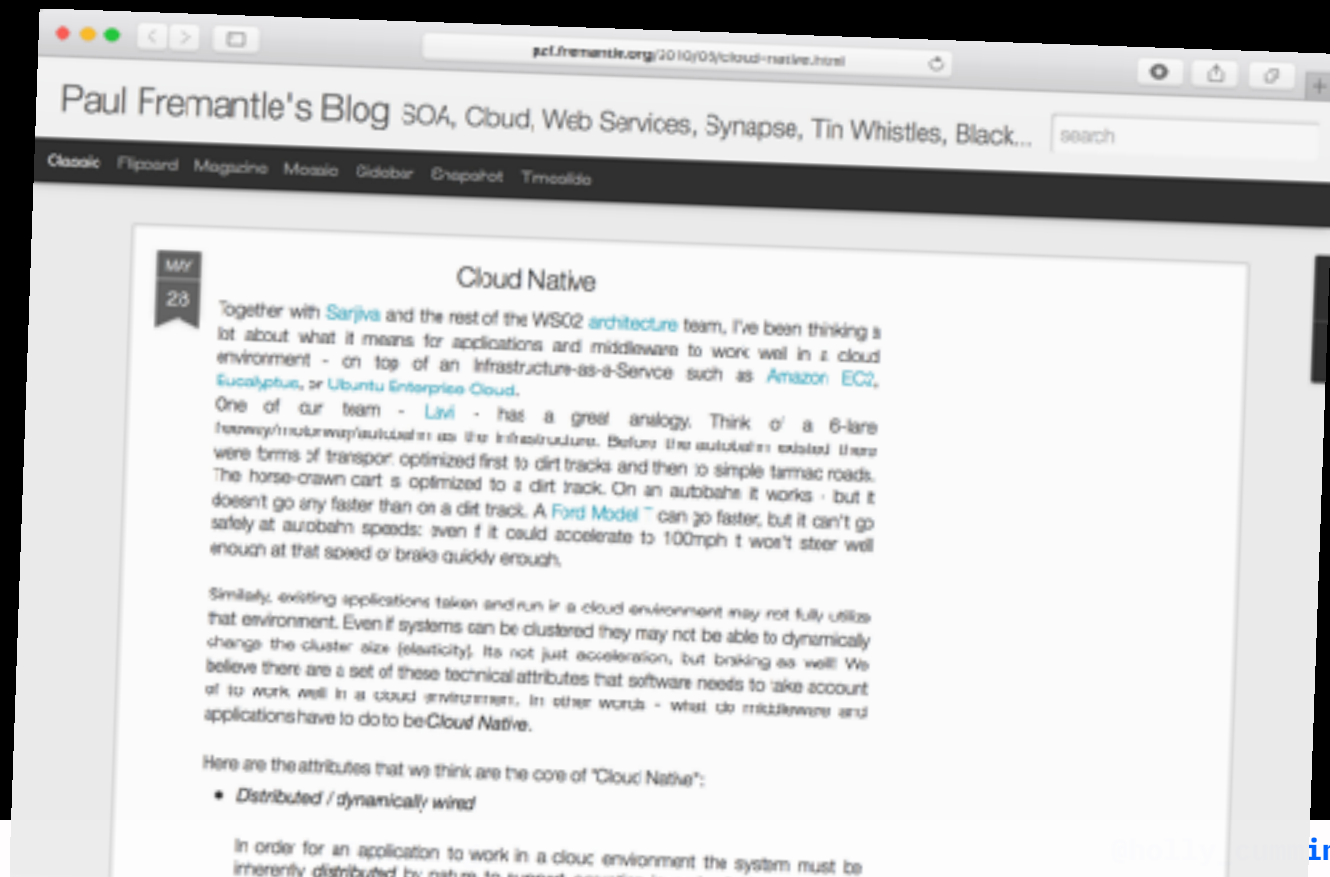 pzf.fremantle.org/2010/05/cloud-native.html
Paul Fremantle's Blog SOA, Cloud, Web Services, Synapse, Tin Whistles, Black...
search
Classic Flipcard Magazine Mosaic Sidebar Snapshot Timeslide
MAY
28
Cloud Native
Together with Sanjiva and the rest of the WSO2 architecture team, I've been thinking a
lot about what it means for applications and middleware to work well in a cloud
environment - on top of an Infrastructure-as-a-Service such as Amazon EC2,
Eucalyptus, or Ubuntu Enterprise Cloud.
One of our team - Lavi - has a great analogy. Think of a 6-lane
freeway/motorway/autobahn as the infrastructure. Before the autobahn existed there
were forms of transport optimized first to dirt tracks and then to simple tarmac roads.
The horse-drawn cart is optimized to a dirt track. On an autobahn it works - but it
doesn't go any faster than on a dirt track. A Ford Model T can go faster, but it can't go
safely at autobahn speeds: even if it could accelerate to 100mph it won't steer well
enough at that speed or brake quickly enough.
Similarly, existing applications taken and run in a cloud environment may not fully utilize
that environment. Even if systems can be clustered they may not be able to dynamically
change the cluster size (elasticity). Its not just acceleration, but braking as well! We
believe there are a set of these technical attributes that software needs to take account
of to work well in a cloud environment. In other words - what do middleware and
applications have to do to be Cloud Native.
Here are the attributes that we think are the core of "Cloud Native":
• Distributed / dynamically wired
In order for an application to work in a cloud environment the system must be
inherently distributed by nature to support
@holly_cummin